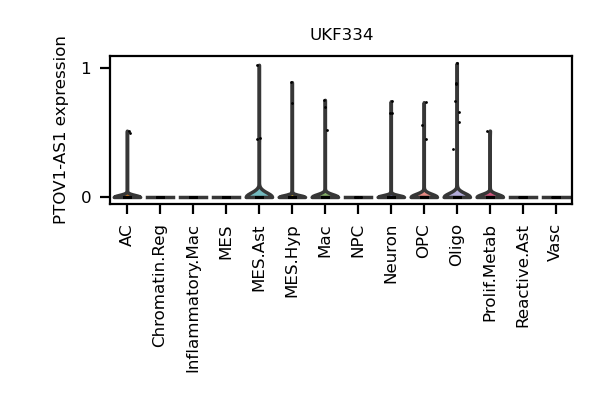 UKF334
PTOV1-AS1 expression
1
0
AC
Chromatin.Reg
Inflammatory.Mac
MES
MES.Ast
MES.Hyp
Mac
NPC
Neuron
OPC
Oligo
Prolif.Metab
Reactive.Ast
Vasc